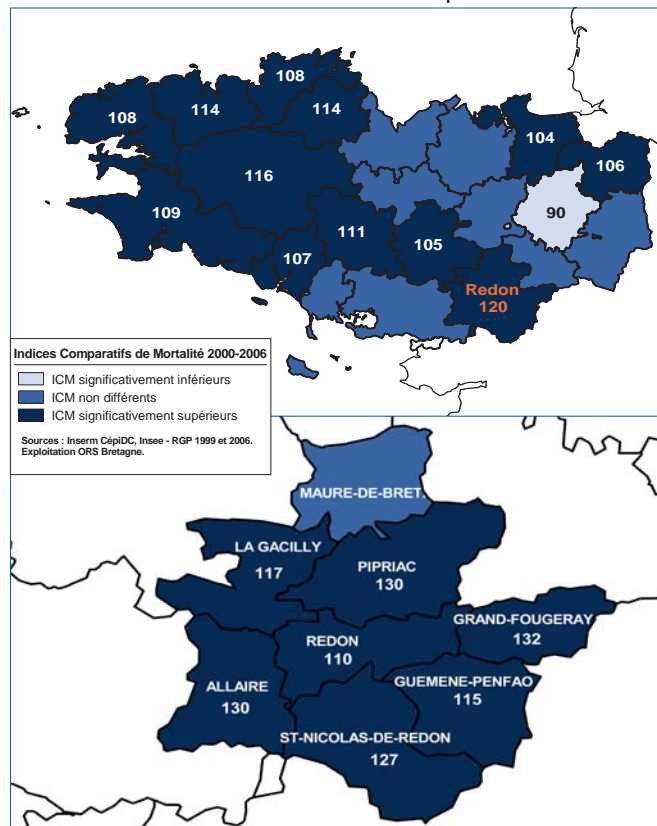 108
108
114
114
104
106
116
90
109
111
105
107
Redon
120
Indices Comparatifs de Mortalité 2000-2006
ICM significativement inférieurs
ICM non différents
ICM significativement supérieurs
Sources : Inserm CépiDC, Insee - RGP 1999 et 2006.
Exploitation ORS Bretagne.
MAURE-DE-BRET.
LA GACILLY
117
PIPRIAC
130
GRAND-FOUGERAY
132
REDON
110
GUEMENE-PENFAO
115
ALLAIRE
130
ST-NICOLAS-DE-REDON
127